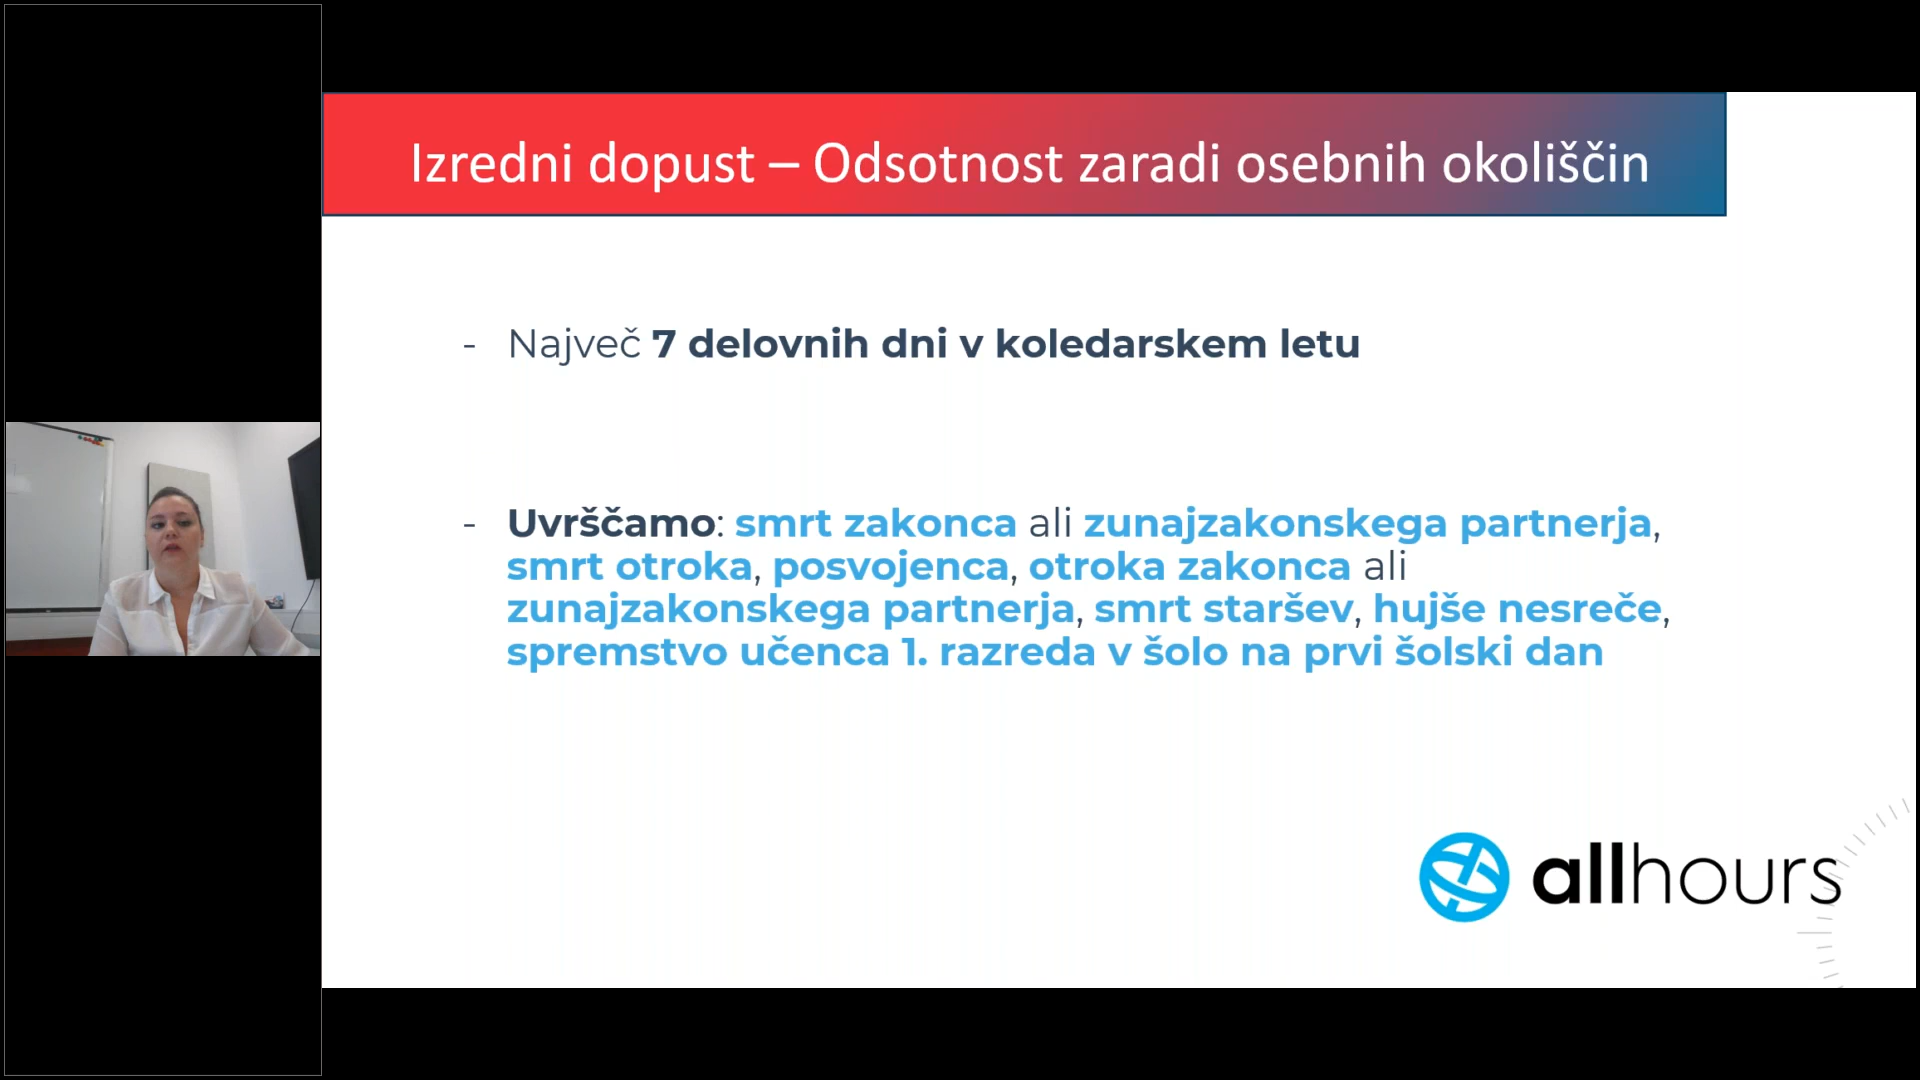 Izredni dopust – Odsotnost zaradi osebnih okoliščin
- Največ 7 delovnih dni v koledarskem letu
- Uvrščamo: smrt zakonca ali zunajzakonskega partnerja,
smrt otroka, posvojenca, otroka zakonca ali
zunajzakonskega partnerja, smrt staršev, hujše nesreče,
spremstvo učenca 1. razreda v šolo na prvi šolski dan
allhours